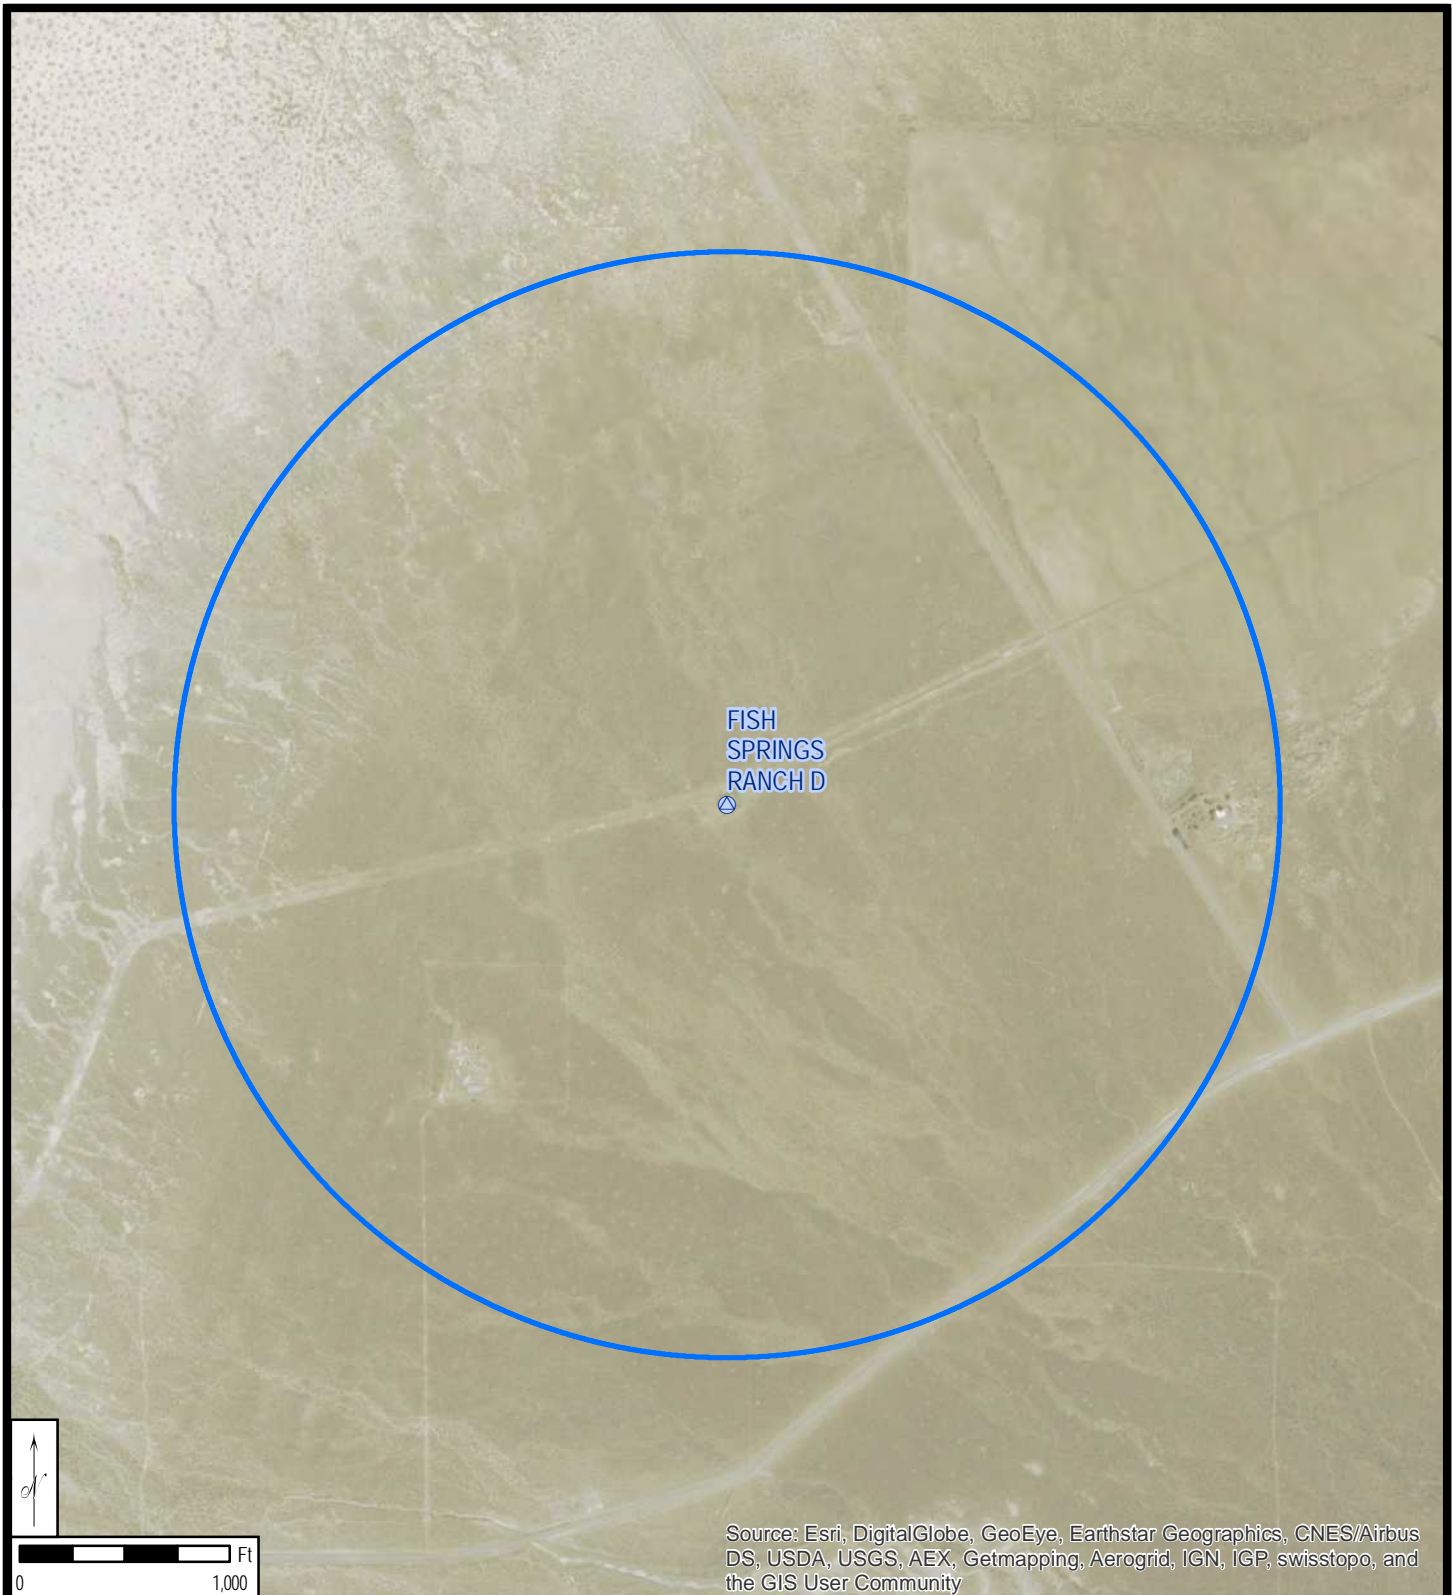 FISH
SPRINGS
RANCH D
N
Ft
0 1,000
Source: Esri, DigitalGlobe, GeoEye, Earthstar Geographics, CNES/Airbus
DS, USDA, USGS, AEX, Getmapping, Aerogrid, IGN, IGP, swisstopo, and
the GIS User Community